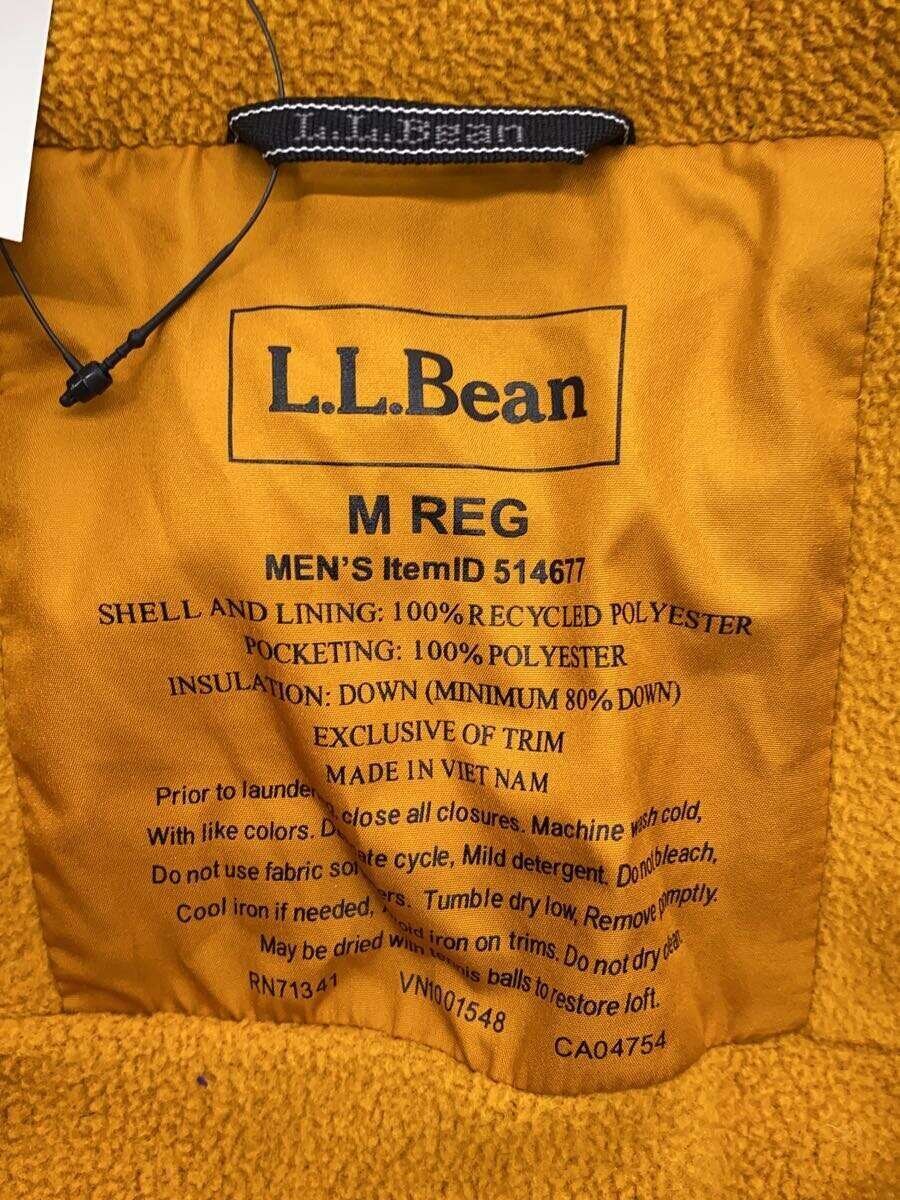 L.L.Bean
L.L.Bean
M REG
MEN'S ItemID 514677
SHELL AND LINING: 100% RECYCLED POLYESTER
POCKETING: 100% POLYESTER
INSULATION: DOWN (MINIMUM 80% DOWN)
EXCLUSIVE OF TRIM
MADE IN VIET NAM
Prior to launder close all closures. Machine wash cold,
With like colors. D ate cycle, Mild detergent. Do not bleach,
Do not use fabric so ers. Tumble dry low, Remove promptly.
Cool iron if needed, iron on trims. Do not dry clean.
May be dried with tennis balls to restore loft.
RN71341 VN1001548 CA04754